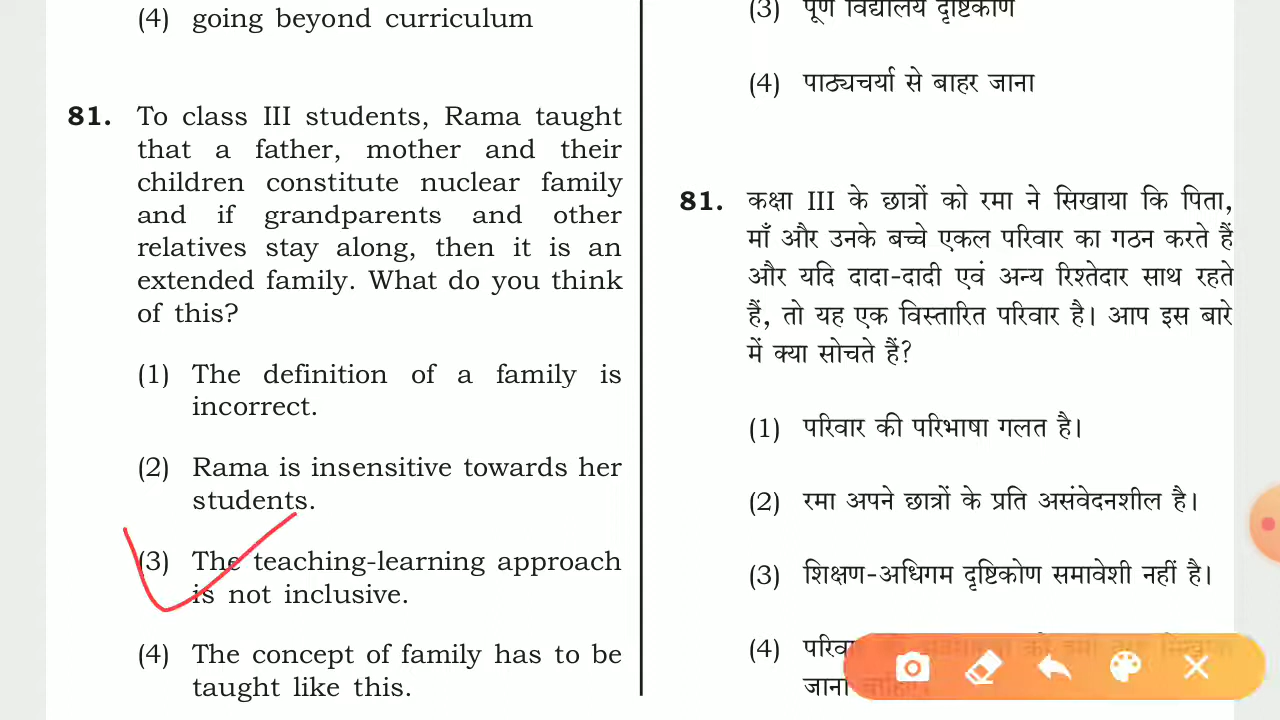 (4) going beyond curriculum
81. To class III students, Rama taught
that a father, mother and their
children constitute nuclear family
and if grandparents and other
relatives stay along, then it is an
extended family. What do you think
of this?
(1) The definition of a family is
incorrect.
(2) Rama is insensitive towards her
students.
(3) The teaching-learning approach
is not inclusive.
(4) The concept of family has to be
taught like this.
(3) पूर्ण विद्यालय दृष्टिकोण
(4) पाठ्यचर्या से बाहर जाना
81. कक्षा III के छात्रों को रमा ने सिखाया कि पिता,
माँ और उनके बच्चे एकल परिवार का गठन करते हैं
और यदि दादा-दादी एवं अन्य रिश्तेदार साथ रहते
हैं, तो यह एक विस्तारित परिवार है। आप इस बारे
में क्या सोचते हैं?
(1) परिवार की परिभाषा गलत है।
(2) रमा अपने छात्रों के प्रति असंवेदनशील है।
(3) शिक्षण-अधिगम दृष्टिकोण समावेशी नहीं है।
(4)
जाना